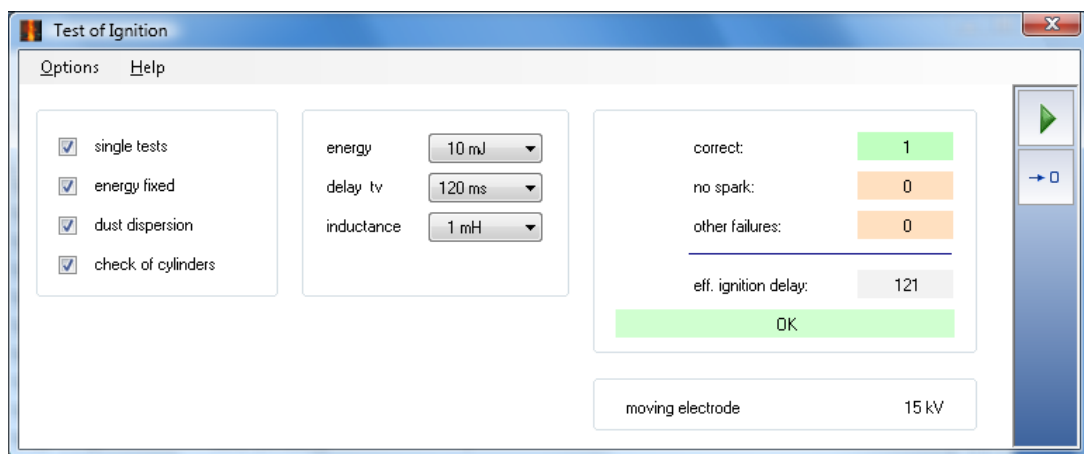 Test of Ignition
Options Help
single tests
energy fixed
dust dispersion
check of cylinders
energy 10 mJ
delay tv 120 ms
inductance 1 mH
correct: 1
no spark: 0
other failures: 0
eff. ignition delay: 121
OK
moving electrode 15 kV
→ 0